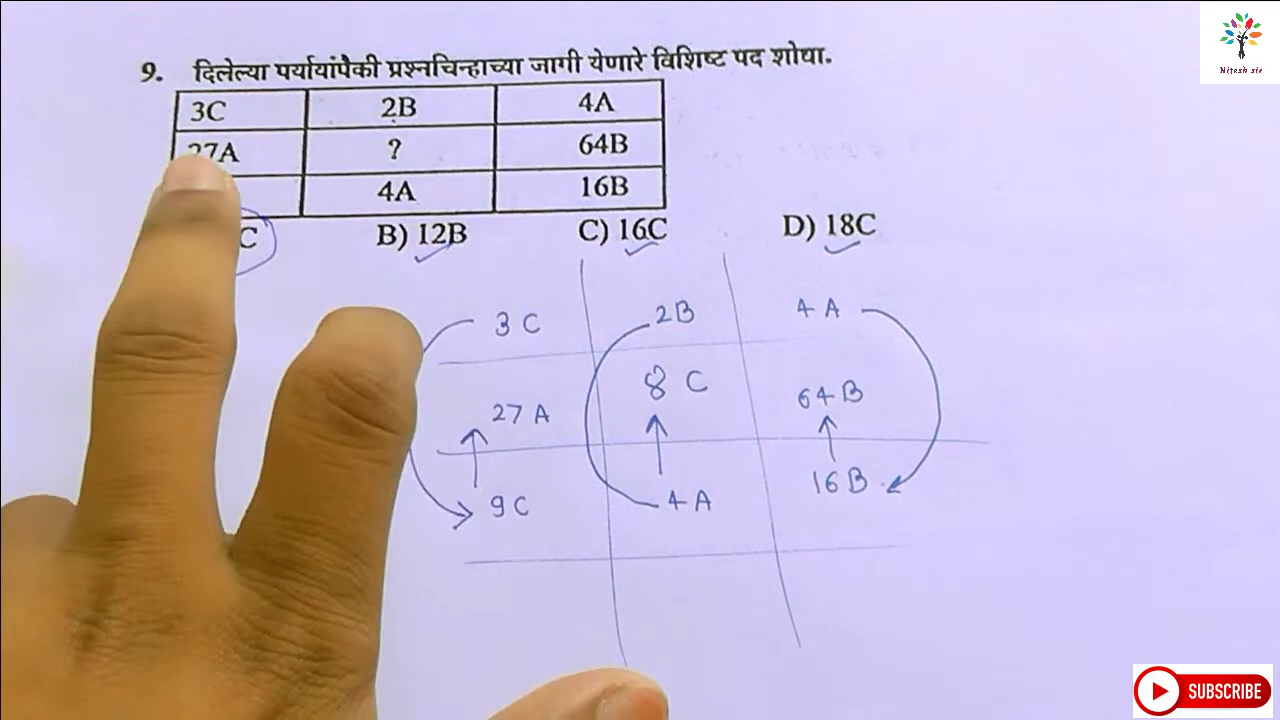 9. दिलेल्या पर्यायांपैकी प्रश्नचिन्हाच्या जागी येणारे विशिष्ट पद शोधा.
3C 2B 4A
27A ? 64B
4A 16B
C B) 12B C) 16C D) 18C
3 C 2B 4 A
27 A 8 C 64 B
9 C 4 A 16 B
Nitesh sir
SUBSCRIBE